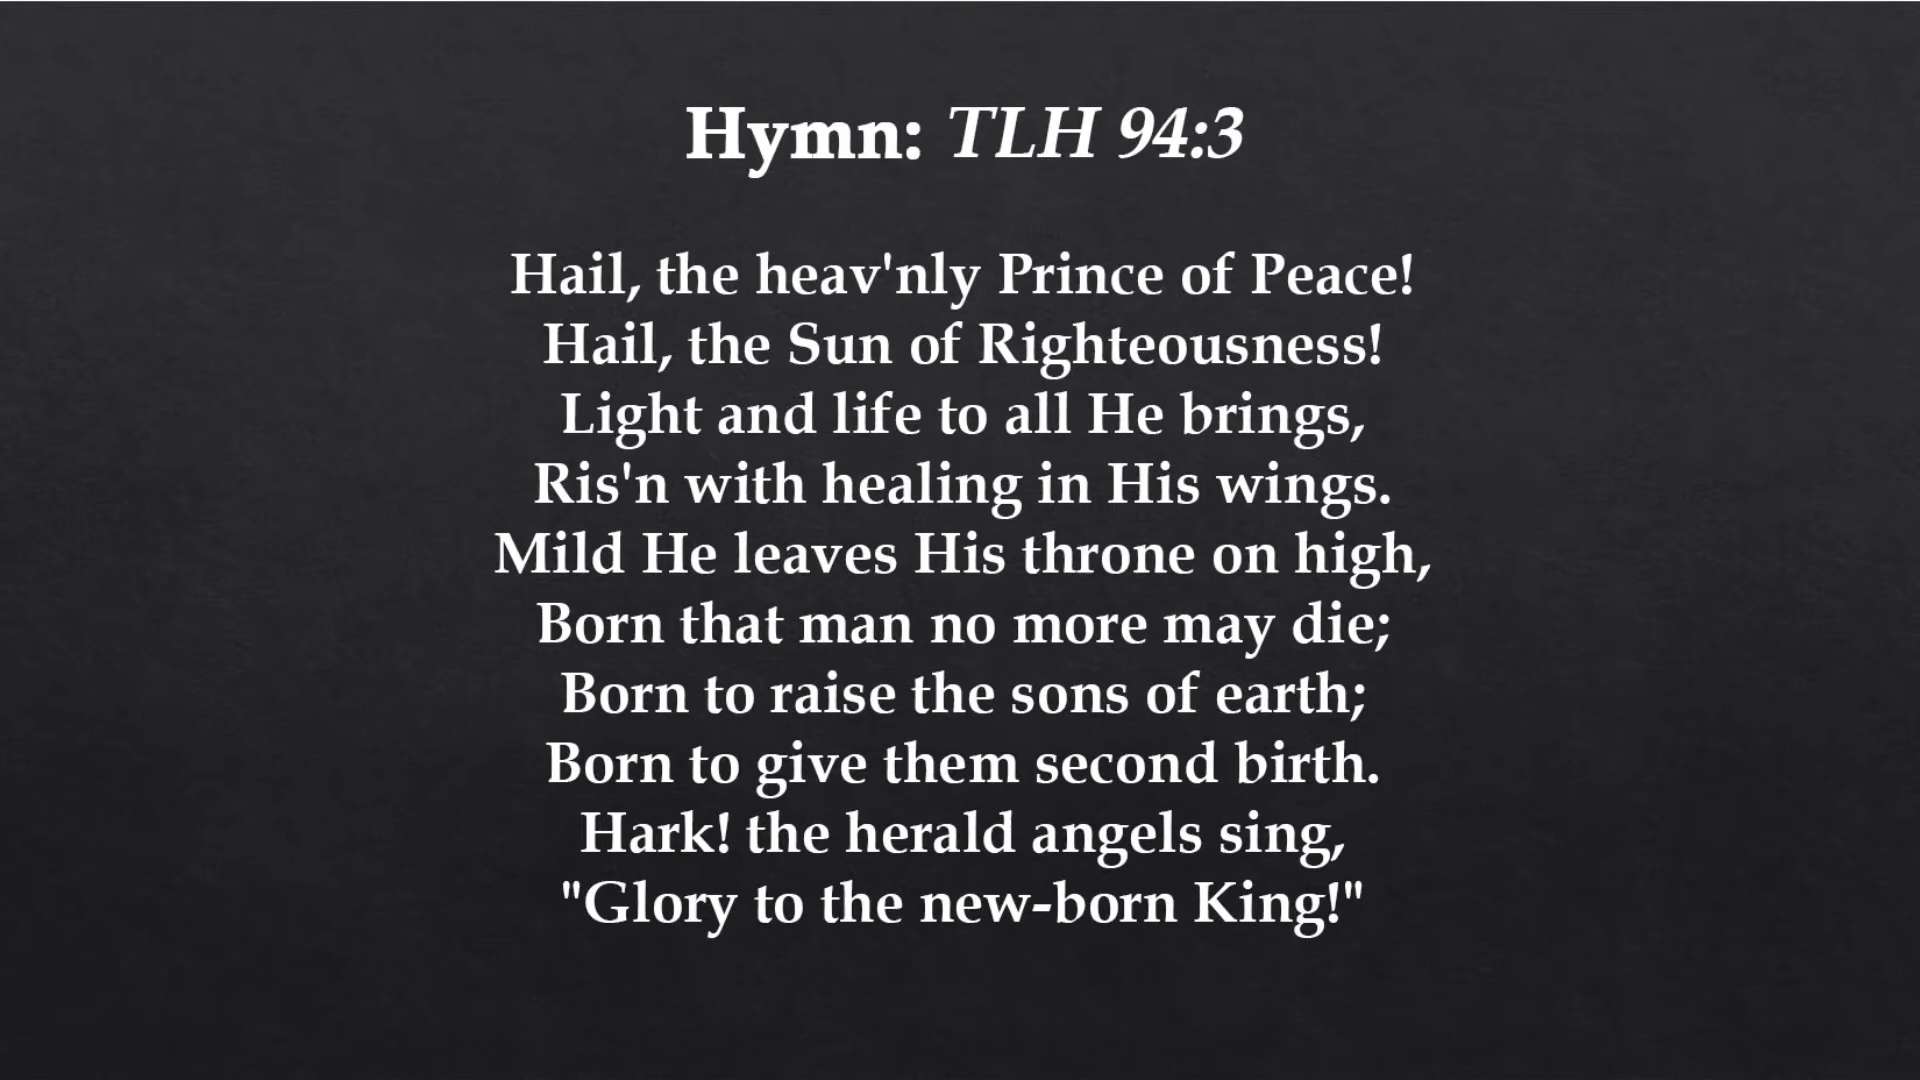 Hymn: TLH 94:3
Hail, the heav'nly Prince of Peace!
Hail, the Sun of Righteousness!
Light and life to all He brings,
Ris'n with healing in His wings.
Mild He leaves His throne on high,
Born that man no more may die;
Born to raise the sons of earth;
Born to give them second birth.
Hark! the herald angels sing,
"Glory to the new-born King!"